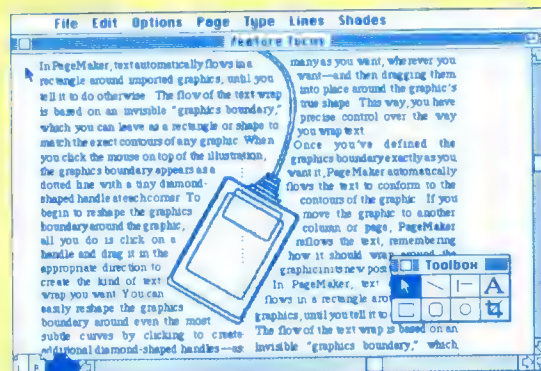 File Edit Options Page Type Lines Shades
Feature Focus
In PageMaker, text automatically flows in a
rectangle around imported graphics, until you
tell it to do otherwise. The flow of the text wrap
is based on an invisible "graphics boundary,"
which you can leave as a rectangle or shape to
match the exact contours of any graphic. When
you click the mouse on top of the illustration,
the graphics boundary appears as a
dotted line with a tiny diamond-
shaped handle at each corner. To
begin to reshape the graphics
boundary around the graphic,
all you do is click on a
handle and drag it in the
appropriate direction to
create the kind of text
wrap you want. You can
easily reshape the graphics
boundary around even the most
subtle curves by clicking to create
additional diamond-shaped handles—as
many as you want, wherever you
want—and then dragging them
into place around the graphic's
true shape. This way, you have
precise control over the way
you wrap text.
Once you've defined the
graphics boundary exactly as you
want it, PageMaker automatically
flows the text to conform to the
contours of the graphic. If you
move the graphic to another
column or page, PageMaker
reflows the text, remembering
how it should wrap around the
graphic in its new pos
In PageMaker, text
flows in a rectangle aro
graphics, until you tell it to
The flow of the text wrap is based on an
invisible "graphics boundary," which
Toolbox
A